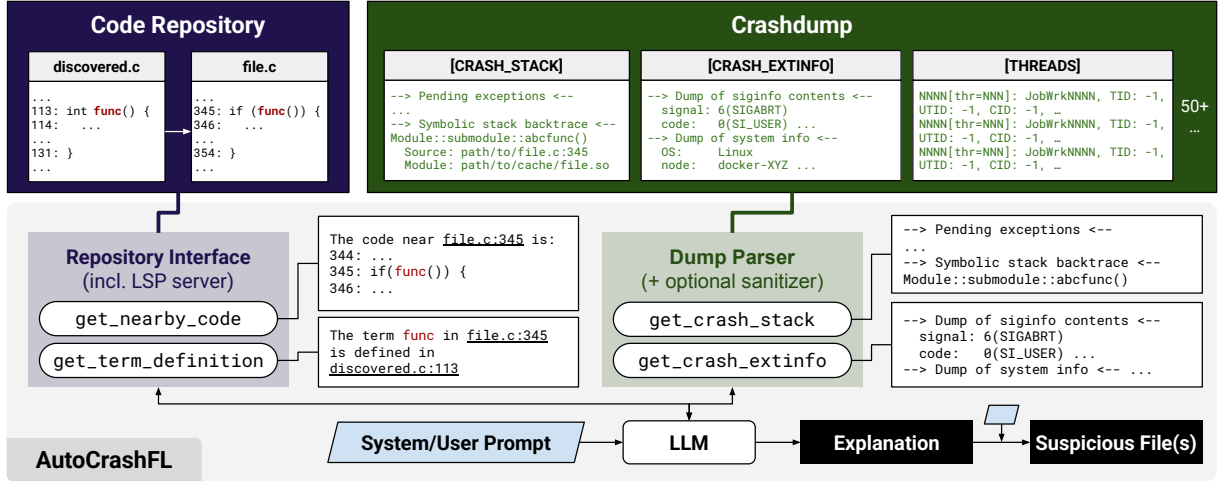 Code Repository
discovered.c
...
113: int func() {
114:   ...
...
131: }
...
file.c
...
345: if (func()) {
346:   ...
...
354: }
...
Crashdump
[CRASH_STACK]
--> Pending exceptions <--
...
--> Symbolic stack backtrace <--
Module::submodule::abcfunc()
  Source: path/to/file.c:345
  Module: path/to/cache/file.so
[CRASH_EXTINFO]
--> Dump of siginfo contents <--
  signal: 6(SIGABRT)
  code:   0(SI_USER) ...
--> Dump of system info <--
  OS:     Linux
  node:   docker-XYZ ...
[THREADS]
NNNN[thr=NNN]: JobWrkNNNN, TID: -1,
UTID: -1, CID: -1, …
NNNN[thr=NNN]: JobWrkNNNN, TID: -1,
UTID: -1, CID: -1, …
NNNN[thr=NNN]: JobWrkNNNN, TID: -1,
UTID: -1, CID: -1, …
50+
…
Repository Interface
(incl. LSP server)
get_nearby_code
get_term_definition
The code near file.c:345 is:
344: ...
345: if(func()) {
346: ...
The term func in file.c:345
is defined in
discovered.c:113
Dump Parser
(+ optional sanitizer)
get_crash_stack
get_crash_extinfo
--> Pending exceptions <--
...
--> Symbolic stack backtrace <--
Module::submodule::abcfunc()
--> Dump of siginfo contents <--
  signal: 6(SIGABRT)
  code:   0(SI_USER) ...
--> Dump of system info <-- ...
System/User Prompt
LLM
Explanation
Suspicious File(s)
AutoCrashFL